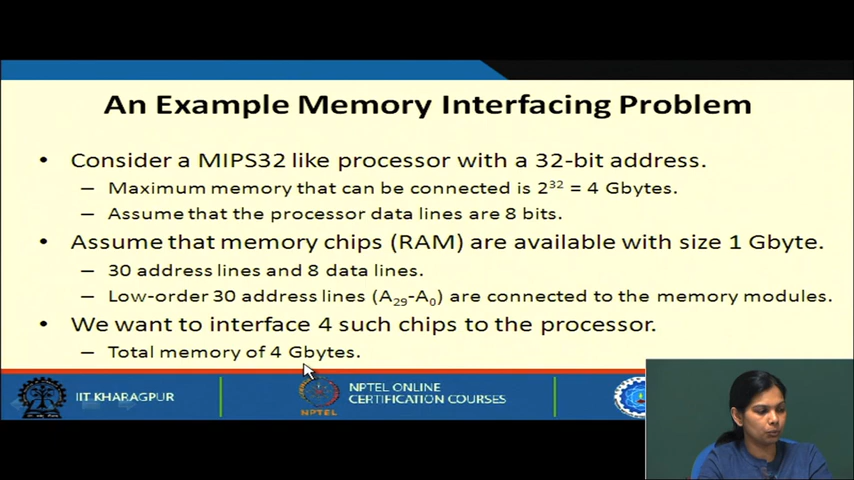 An Example Memory Interfacing Problem
• Consider a MIPS32 like processor with a 32-bit address.
– Maximum memory that can be connected is 2³² = 4 Gbytes.
– Assume that the processor data lines are 8 bits.
• Assume that memory chips (RAM) are available with size 1 Gbyte.
– 30 address lines and 8 data lines.
– Low-order 30 address lines (A₂₉-A₀) are connected to the memory modules.
• We want to interface 4 such chips to the processor.
– Total memory of 4 Gbytes.
IIT KHARAGPUR
NPTEL
NPTEL ONLINE
CERTIFICATION COURSES